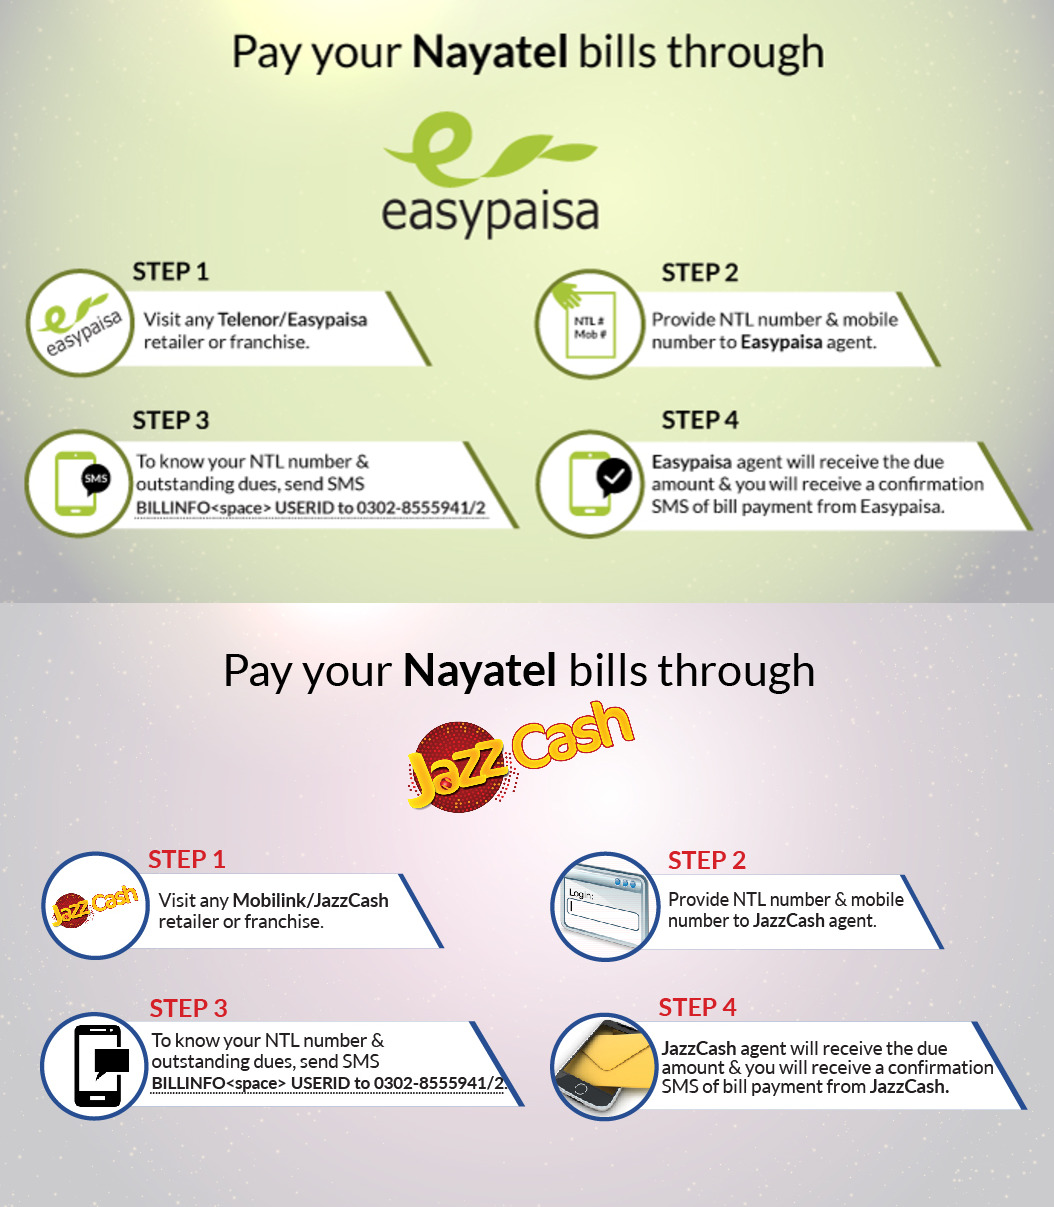 Pay your Nayatel bills through
easypaisa
STEP 1
easypaisa
Visit any Telenor/Easypaisa
retailer or franchise.
STEP 2
NTL #
Mob #
Provide NTL number & mobile
number to Easypaisa agent.
STEP 3
SMS
To know your NTL number &
outstanding dues, send SMS
BILLINFO<space> USERID to 0302-8555941/2
STEP 4
Easypaisa agent will receive the due
amount & you will receive a confirmation
SMS of bill payment from Easypaisa.
Pay your Nayatel bills through
Jazz Cash
STEP 1
Jazz Cash
Visit any Mobilink/JazzCash
retailer or franchise.
STEP 2
Login:
Provide NTL number & mobile
number to JazzCash agent.
STEP 3
To know your NTL number &
outstanding dues, send SMS
BILLINFO<space> USERID to 0302-8555941/2.
STEP 4
JazzCash agent will receive the due
amount & you will receive a confirmation
SMS of bill payment from JazzCash.